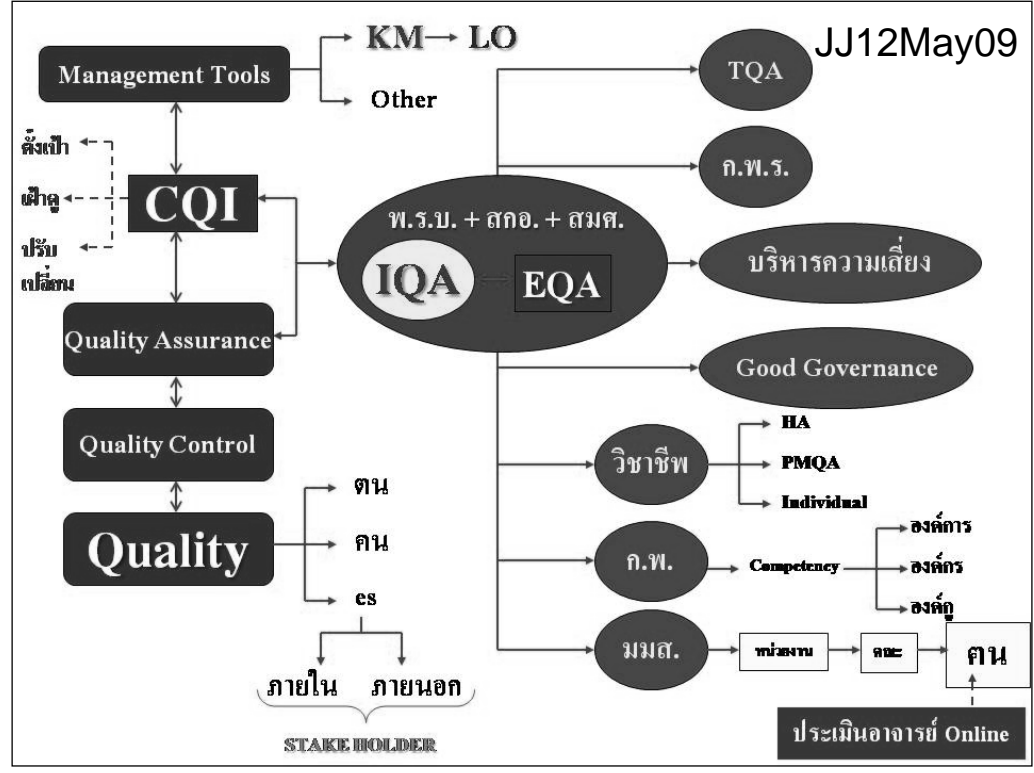 JJ12May09
Management Tools
KM
LO
Other
TQA
ก.พ.ร.
ตั้งเป้า
เฝ้าดู
ปรับ
เปลี่ยน
CQI
พ.ร.บ. + สกอ. + สมศ.
IQA
EQA
บริหารความเสี่ยง
Quality Assurance
Good Governance
Quality Control
วิชาชีพ
HA
PMQA
Individual
Quality
ตน
คน
es
ก.พ.
Competency
องค์การ
องค์กร
องค์กู
มมส.
หน่วยงาน
คณะ
ฅน
ภายใน ภายนอก
STAKE HOLDER
ประเมินอาจารย์ Online